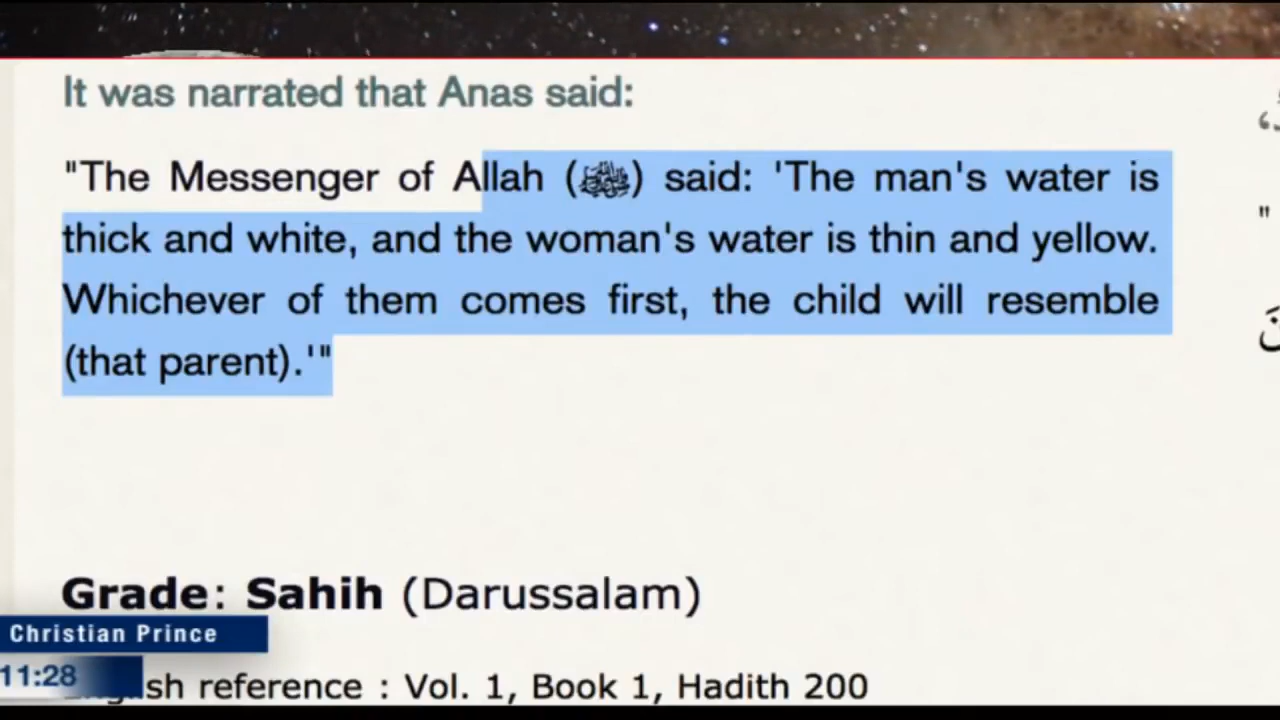 It was narrated that Anas said:
"The Messenger of Allah (ﷺ) said: 'The man's water is
thick and white, and the woman's water is thin and yellow.
Whichever of them comes first, the child will resemble
(that parent).'"
Grade: Sahih (Darussalam)
Christian Prince
11:28
sh reference : Vol. 1, Book 1, Hadith 200